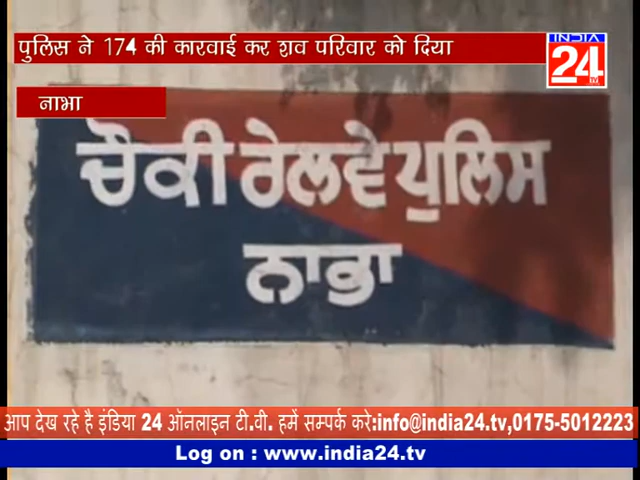 पुलिस ने 174 की कारवाई कर शव परिवार को दिया
INDIA
24
tv
नाभा
ਚੌਕੀ ਰੇਲਵੇ ਪੁਲਿਸ
ਨਾਭਾ
आप देख रहे है इंडिया 24 ऑनलाइन टी.वी. हमें सम्पर्क करे:info@india24.tv,0175-5012223
Log on : www.india24.tv